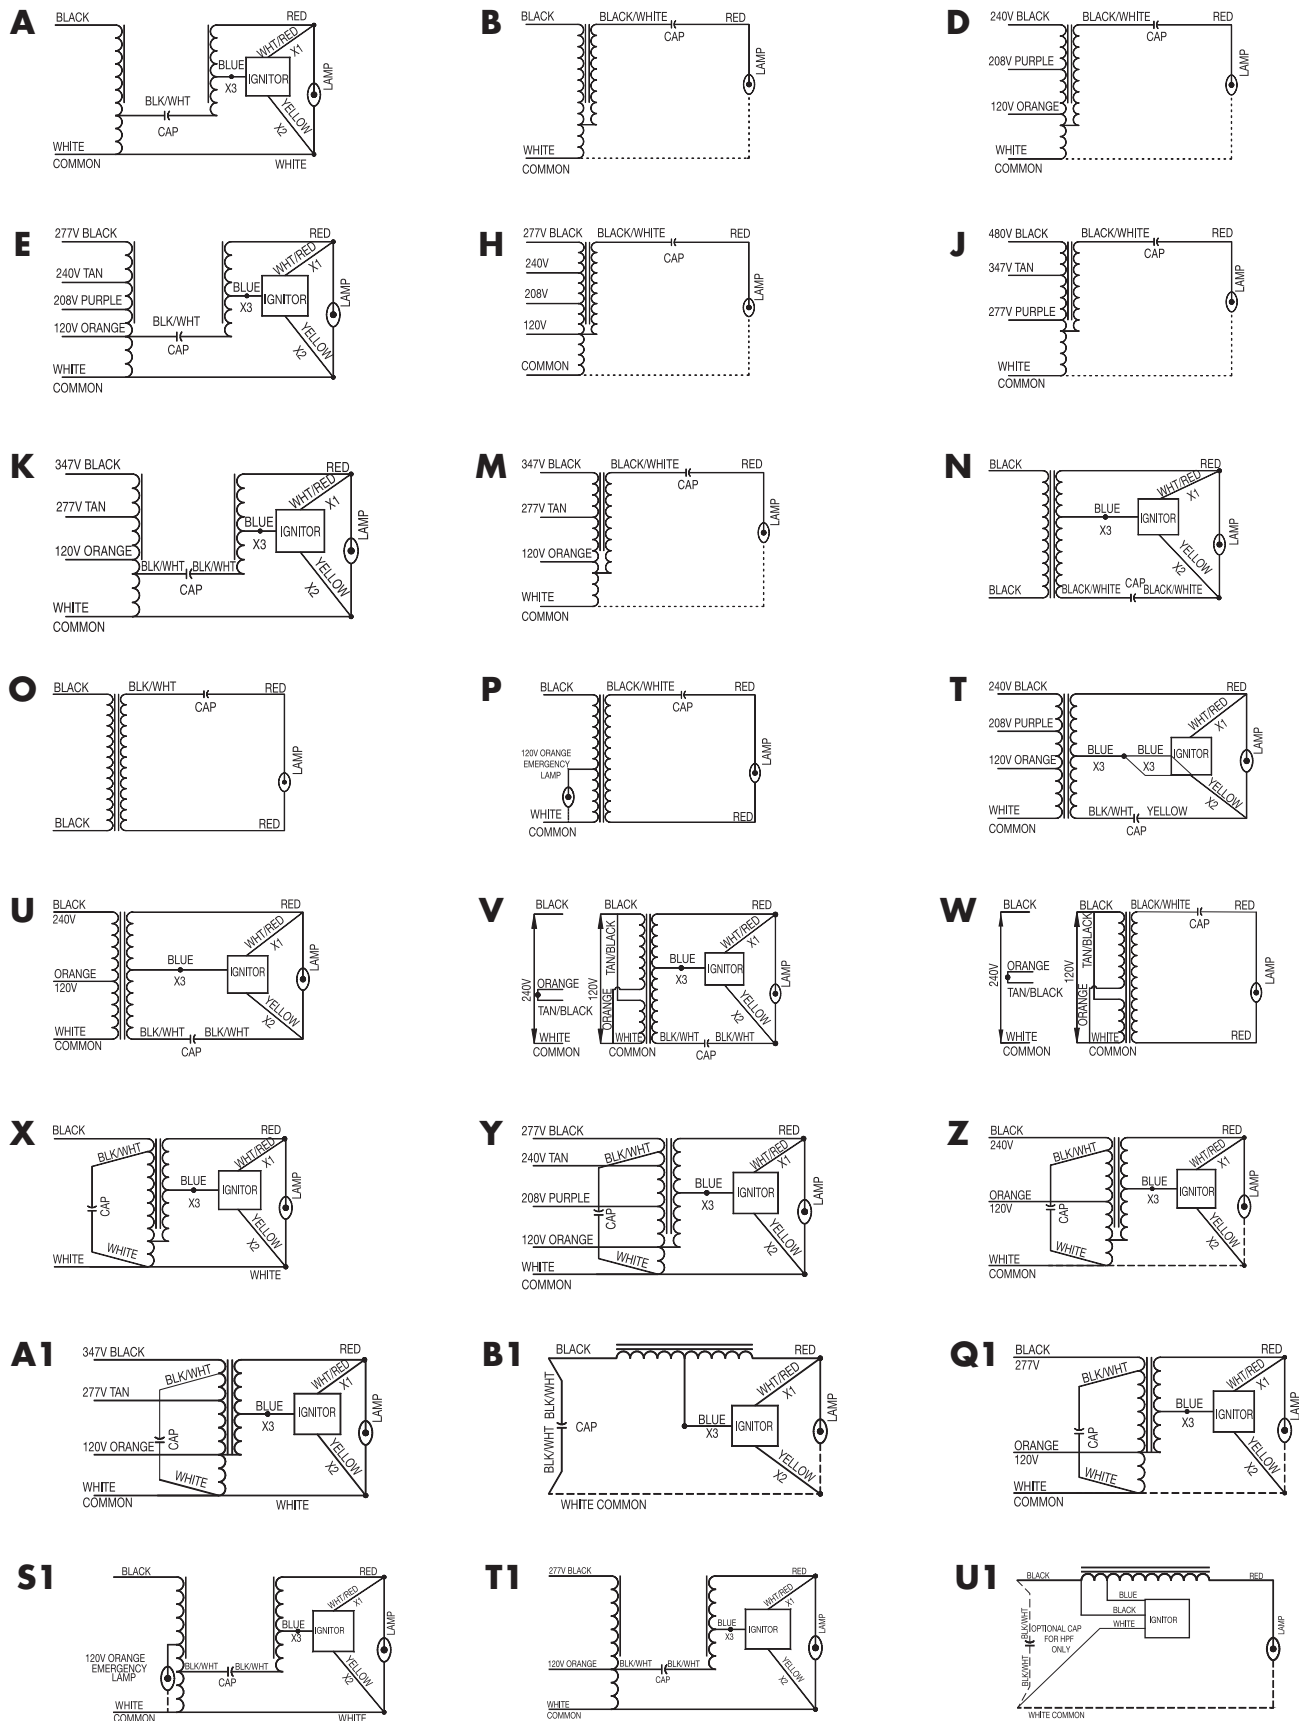 A
BLACK
RED
WHT/RED
X1
BLUE
X3
IGNITOR
LAMP
BLK/WHT
CAP
YELLOW
X2
WHITE
COMMON
WHITE
B
BLACK
BLACK/WHITE
RED
CAP
LAMP
WHITE
COMMON
D
240V BLACK
BLACK/WHITE
RED
CAP
208V PURPLE
LAMP
120V ORANGE
WHITE
COMMON
E
277V BLACK
RED
WHT/RED
X1
240V TAN
BLUE
X3
IGNITOR
LAMP
208V PURPLE
BLK/WHT
120V ORANGE
CAP
YELLOW
X2
WHITE
COMMON
H
277V BLACK
BLACK/WHITE
RED
CAP
240V
208V
LAMP
120V
COMMON
J
480V BLACK
BLACK/WHITE
RED
CAP
347V TAN
LAMP
277V PURPLE
WHITE
COMMON
K
347V BLACK
RED
WHT/RED
X1
277V TAN
BLUE
X3
IGNITOR
LAMP
120V ORANGE
BLK/WHT
BLK/WHT
CAP
YELLOW
X2
WHITE
COMMON
M
347V BLACK
BLACK/WHITE
RED
CAP
277V TAN
LAMP
120V ORANGE
WHITE
COMMON
N
BLACK
RED
WHT/RED
X1
BLUE
X3
IGNITOR
LAMP
YELLOW
X2
CAP
BLACK
BLACK/WHITE
BLACK/WHITE
O
BLACK
BLK/WHT
RED
CAP
LAMP
BLACK
RED
P
BLACK
BLACK/WHITE
RED
CAP
120V ORANGE
EMERGENCY
LAMP
LAMP
WHITE
COMMON
RED
T
240V BLACK
RED
WHT/RED
X1
208V PURPLE
BLUE
BLUE
X3
X3
IGNITOR
LAMP
120V ORANGE
YELLOW
X2
WHITE
COMMON
BLK/WHT
YELLOW
CAP
U
BLACK
240V
RED
WHT/RED
X1
BLUE
X3
IGNITOR
LAMP
ORANGE
120V
YELLOW
X2
WHITE
COMMON
BLK/WHT
BLK/WHT
CAP
V
BLACK
BLACK
RED
TAN/BLACK
WHT/RED
X1
240V
ORANGE
TAN/BLACK
120V
ORANGE
BLUE
X3
IGNITOR
LAMP
YELLOW
X2
WHITE
COMMON
WHITE
COMMON
BLK/WHT
BLK/WHT
CAP
W
BLACK
BLACK
BLACK/WHITE
RED
CAP
TAN/BLACK
240V
ORANGE
TAN/BLACK
120V
ORANGE
LAMP
WHITE
COMMON
WHITE
COMMON
RED
X
BLACK
RED
BLK/WHT
WHT/RED
X1
CAP
BLUE
X3
IGNITOR
LAMP
YELLOW
X2
WHITE
WHITE
WHITE
Y
277V BLACK
RED
240V TAN
BLK/WHT
WHT/RED
X1
208V PURPLE
CAP
BLUE
X3
IGNITOR
LAMP
120V ORANGE
YELLOW
X2
WHITE
COMMON
WHITE
Z
BLACK
240V
RED
BLK/WHT
WHT/RED
X1
ORANGE
120V
CAP
BLUE
X3
IGNITOR
LAMP
YELLOW
X2
WHITE
COMMON
WHITE
A1
347V BLACK
RED
BLK/WHT
WHT/RED
X1
277V TAN
CAP
BLUE
X3
IGNITOR
LAMP
120V ORANGE
YELLOW
X2
WHITE
WHITE
COMMON
WHITE
B1
BLACK
RED
WHT/RED
X1
BLK/WHT
BLK/WHT
CAP
BLUE
X3
IGNITOR
LAMP
YELLOW
X2
WHITE COMMON
Q1
BLACK
277V
RED
BLK/WHT
WHT/RED
X1
CAP
BLUE
X3
IGNITOR
LAMP
ORANGE
120V
YELLOW
X2
WHITE
WHITE
COMMON
S1
BLACK
RED
WHT/RED
X1
BLUE
X3
IGNITOR
LAMP
120V ORANGE
EMERGENCY
LAMP
BLK/WHT
BLK/WHT
CAP
YELLOW
X2
WHITE
COMMON
WHITE
T1
277V BLACK
RED
WHT/RED
X1
BLUE
X3
IGNITOR
LAMP
120V ORANGE
BLK/WHT
BLK/WHT
CAP
YELLOW
X2
WHITE
COMMON
U1
BLACK
RED
BLUE
BLACK
WHITE
IGNITOR
LAMP
BLK/WHT
BLK/WHT
OPTIONAL CAP
FOR HPF
ONLY
WHITE COMMON